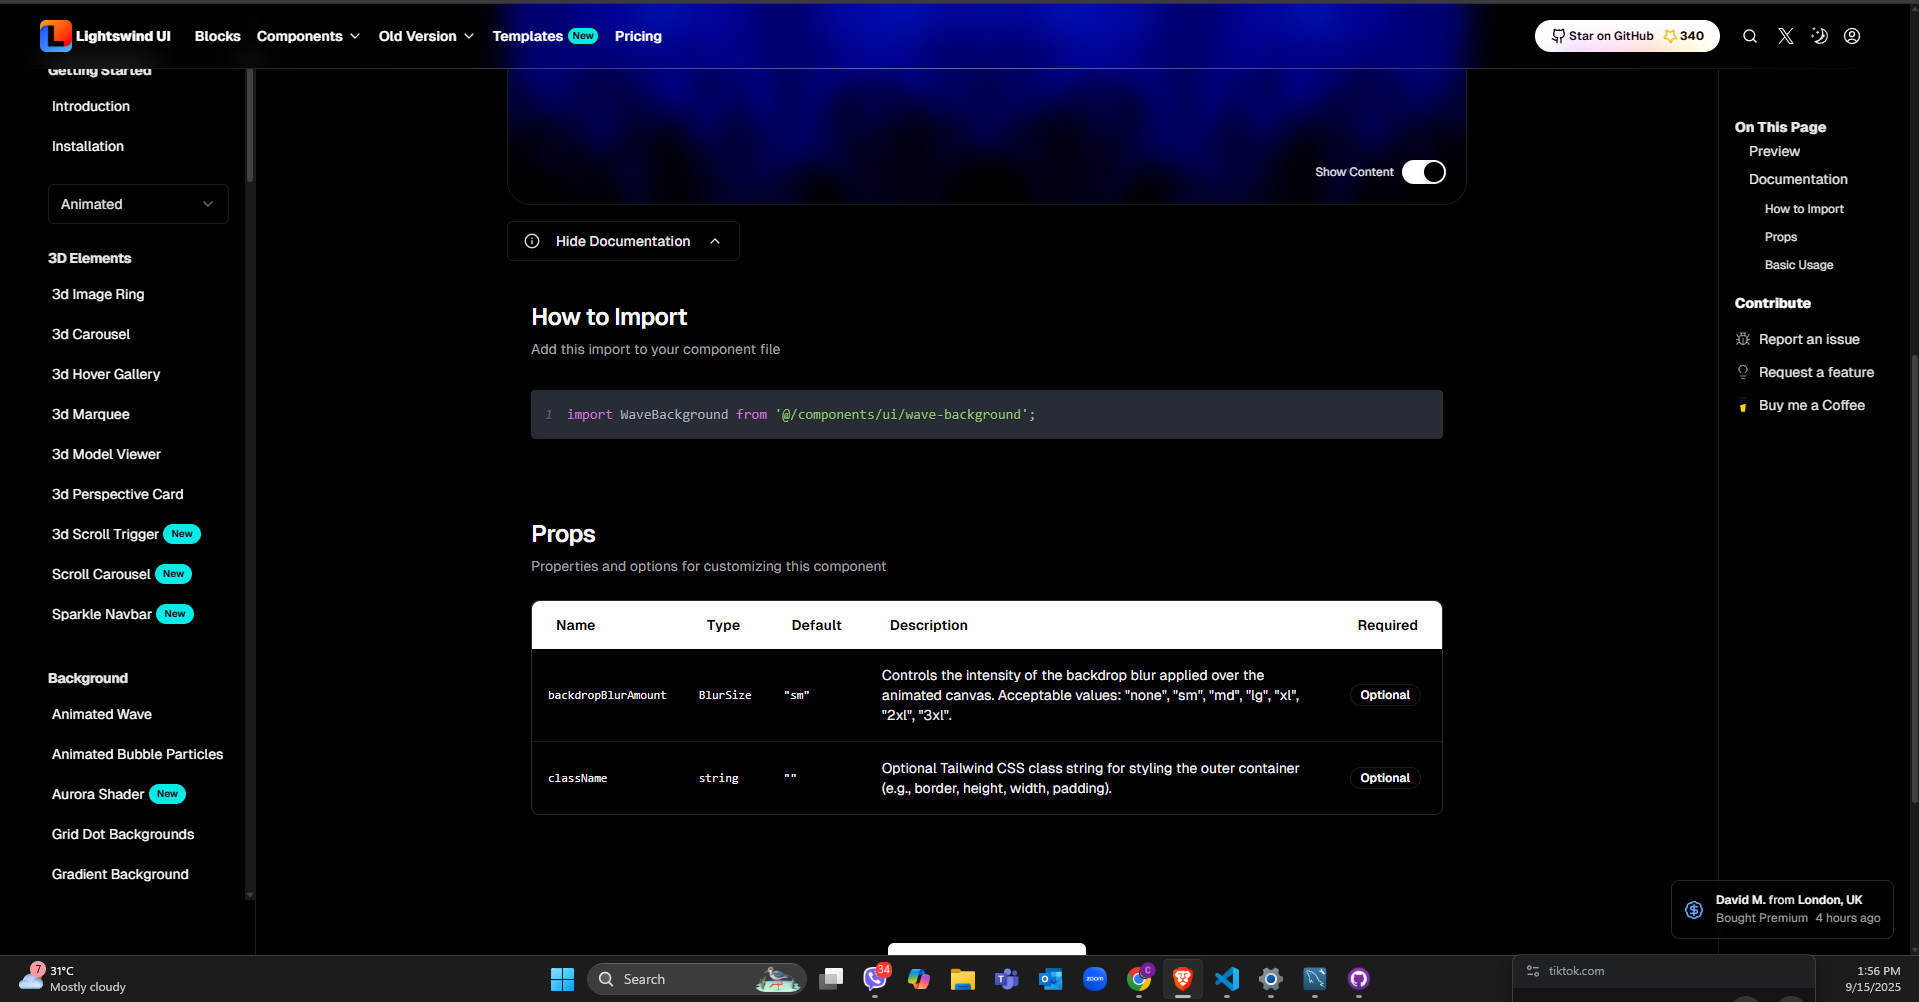 Lightswind UI
Blocks
Components
Old Version
Templates New
Pricing
Star on GitHub 340
Getting Started
Introduction
Installation
Animated
3D Elements
3d Image Ring
3d Carousel
3d Hover Gallery
3d Marquee
3d Model Viewer
3d Perspective Card
3d Scroll Trigger New
Scroll Carousel New
Sparkle Navbar New
Background
Animated Wave
Animated Bubble Particles
Aurora Shader New
Grid Dot Backgrounds
Gradient Background
Show Content
Hide Documentation
How to Import
Add this import to your component file
1 import WaveBackground from '@/components/ui/wave-background';
Props
Properties and options for customizing this component
Name Type Default Description Required
backdropBlurAmount BlurSize "sm" Controls the intensity of the backdrop blur applied over the
animated canvas. Acceptable values: "none", "sm", "md", "lg", "xl",
"2xl", "3xl".
Optional
className string "" Optional Tailwind CSS class string for styling the outer container
(e.g., border, height, width, padding).
Optional
On This Page
Preview
Documentation
How to Import
Props
Basic Usage
Contribute
Report an issue
Request a feature
Buy me a Coffee
David M. from London, UK
Bought Premium 4 hours ago
7
31°C
Mostly cloudy
Search
34
zoom
C
tiktok.com
1:56 PM
9/15/2025